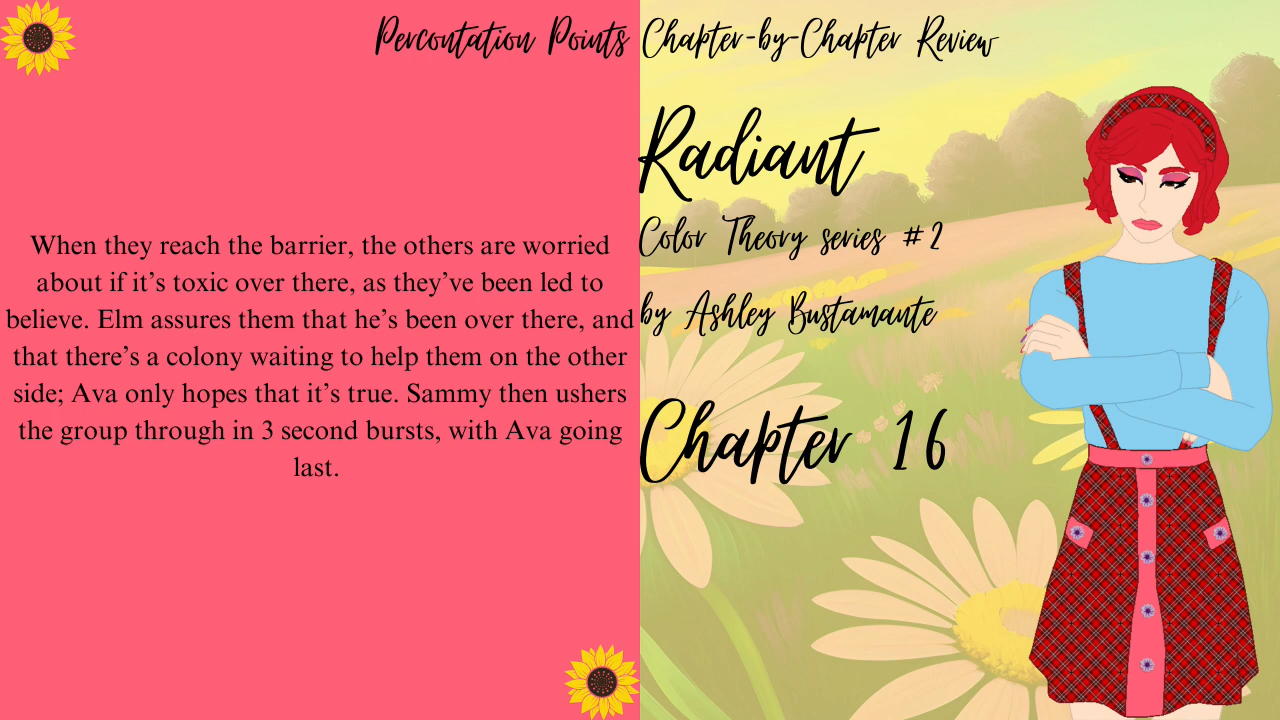 Percontation Points Chapter-by-Chapter Review
When they reach the barrier, the others are worried
about if it’s toxic over there, as they’ve been led to
believe. Elm assures them that he’s been over there, and
that there’s a colony waiting to help them on the other
side; Ava only hopes that it’s true. Sammy then ushers
the group through in 3 second bursts, with Ava going
last.
Radiant
Color Theory series #2
by Ashley Bustamante
Chapter 16